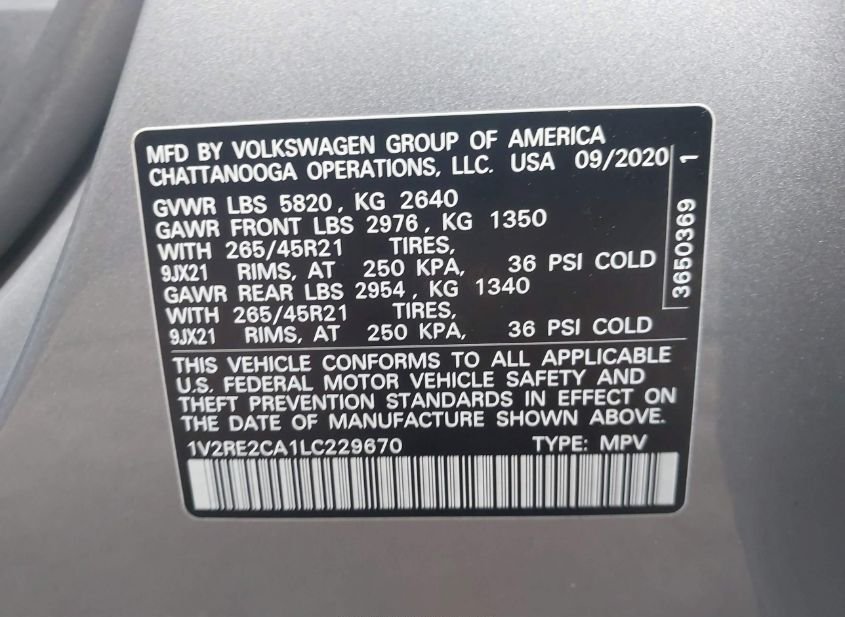 MFD BY VOLKSWAGEN GROUP OF AMERICA
CHATTANOOGA OPERATIONS, LLC. USA 09/2020
GVWR LBS 5820, KG 2640
GAWR FRONT LBS 2976, KG 1350
WITH 265/45R21 TIRES,
9JX21 RIMS, AT 250 KPA, 36 PSI COLD
GAWR REAR LBS 2954, KG 1340
WITH 265/45R21 TIRES,
9JX21 RIMS, AT 250 KPA, 36 PSI COLD
THIS VEHICLE CONFORMS TO ALL APPLICABLE
U.S. FEDERAL MOTOR VEHICLE SAFETY AND
THEFT PREVENTION STANDARDS IN EFFECT ON
THE DATE OF MANUFACTURE SHOWN ABOVE.
1V2RE2CA1LC229670 TYPE: MPV
3650369 1